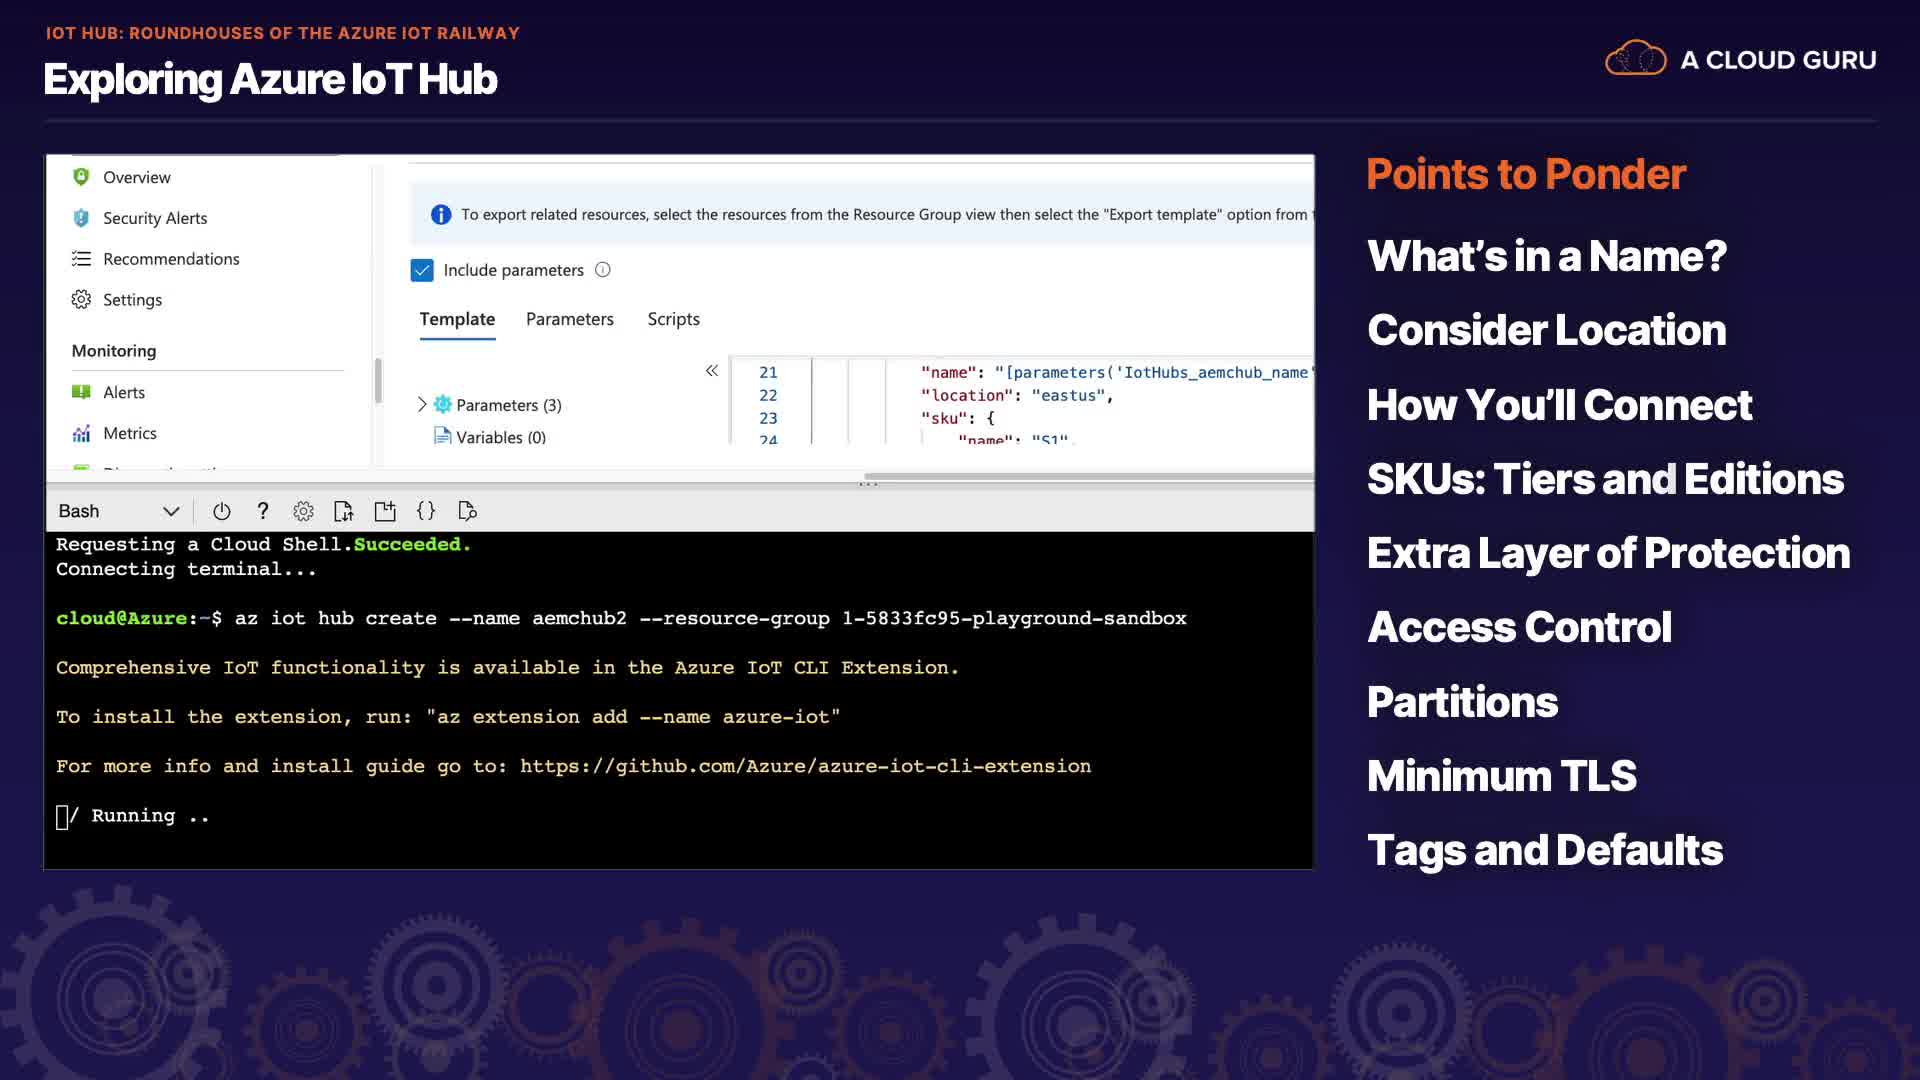 IOT HUB: ROUNDHOUSES OF THE AZURE IOT RAILWAY
Exploring Azure IoT Hub
A CLOUD GURU
Overview
Security Alerts
Recommendations
Settings
Monitoring
Alerts
Metrics
To export related resources, select the resources from the Resource Group view then select the "Export template" option from
Include parameters
Template Parameters Scripts
Parameters (3)
Variables (0)
21 "name": "[parameters('IotHubs_aemchub_name'
22 "location": "eastus",
23 "sku": {
24 "name": "S1"
Bash
Requesting a Cloud Shell.Succeeded.
Connecting terminal...
cloud@Azure:~$ az iot hub create --name aemchub2 --resource-group 1-5833fc95-playground-sandbox
Comprehensive IoT functionality is available in the Azure IoT CLI Extension.
To install the extension, run: "az extension add --name azure-iot"
For more info and install guide go to: https://github.com/Azure/azure-iot-cli-extension
/ Running ..
Points to Ponder
What's in a Name?
Consider Location
How You'll Connect
SKUs: Tiers and Editions
Extra Layer of Protection
Access Control
Partitions
Minimum TLS
Tags and Defaults